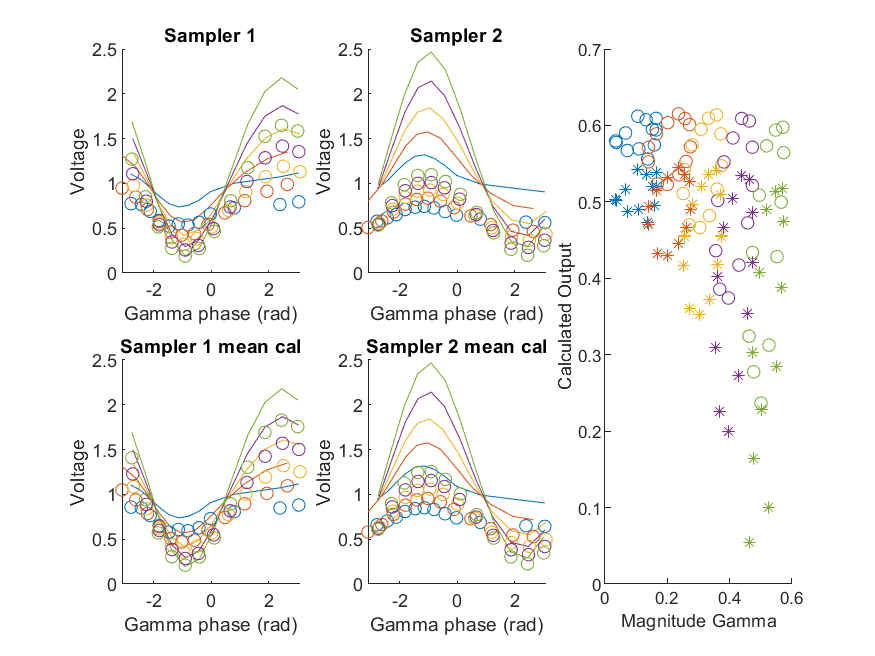 Sampler 1
2.5
2
1.5
1
0.5
0
Voltage
-2 0 2
Gamma phase (rad)
Sampler 2
2.5
2
1.5
1
0.5
0
Voltage
-2 0 2
Gamma phase (rad)
Sampler 1 mean cal
2.5
2
1.5
1
0.5
0
Voltage
-2 0 2
Gamma phase (rad)
Sampler 2 mean cal
2.5
2
1.5
1
0.5
0
Voltage
-2 0 2
Gamma phase (rad)
0.7
0.6
0.5
0.4
0.3
0.2
0.1
0
Calculated Output
0 0.2 0.4 0.6
Magnitude Gamma